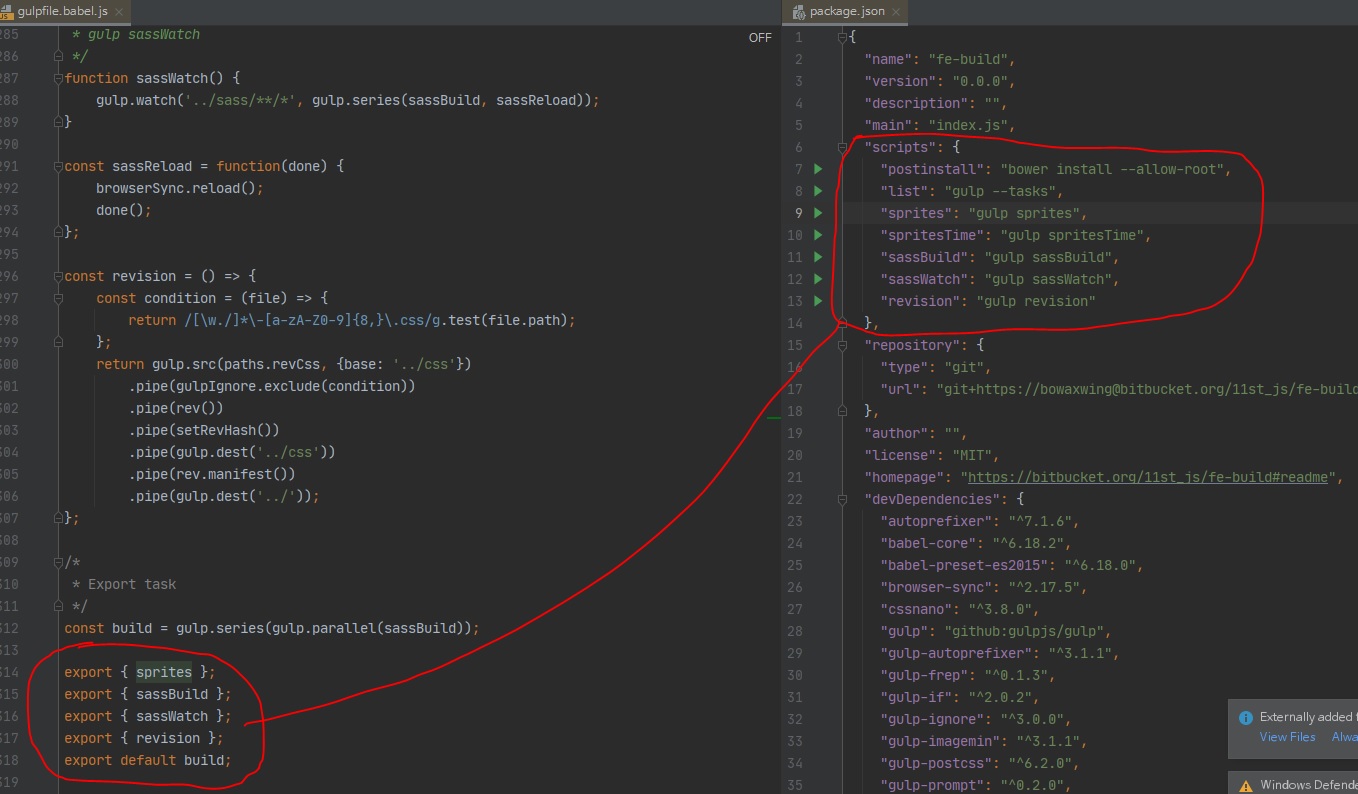 gulpfile.babel.js
285 * gulp sassWatch
286 */
287 function sassWatch() {
288 gulp.watch('../sass/**/*', gulp.series(sassBuild, sassReload));
289 }
290
291 const sassReload = function(done) {
292 browserSync.reload();
293 done();
294 };
295
296 const revision = () => {
297 const condition = (file) => {
298 return /[\w./]*\-[a-zA-Z0-9]{8,}\.css/g.test(file.path);
299 };
300 return gulp.src(paths.revCss, {base: '../css'})
301 .pipe(gulpIgnore.exclude(condition))
302 .pipe(rev())
303 .pipe(setRevHash())
304 .pipe(gulp.dest('../css'))
305 .pipe(rev.manifest())
306 .pipe(gulp.dest('../'));
307 };
308
309 /*
310 * Export task
311 */
312 const build = gulp.series(gulp.parallel(sassBuild));
313
314 export { sprites };
315 export { sassBuild };
316 export { sassWatch };
317 export { revision };
318 export default build;
319
OFF
package.json
1 {
2 "name": "fe-build",
3 "version": "0.0.0",
4 "description": "",
5 "main": "index.js",
6 "scripts": {
7 "postinstall": "bower install --allow-root",
8 "list": "gulp --tasks",
9 "sprites": "gulp sprites",
10 "spritesTime": "gulp spritesTime",
11 "sassBuild": "gulp sassBuild",
12 "sassWatch": "gulp sassWatch",
13 "revision": "gulp revision"
14 },
15 "repository": {
16 "type": "git",
17 "url": "git+https://bowaxwing@bitbucket.org/11st_js/fe-build
18 },
19 "author": "",
20 "license": "MIT",
21 "homepage": "https://bitbucket.org/11st_js/fe-build#readme",
22 "devDependencies": {
23 "autoprefixer": "^7.1.6",
24 "babel-core": "^6.18.2",
25 "babel-preset-es2015": "^6.18.0",
26 "browser-sync": "^2.17.5",
27 "cssnano": "^3.8.0",
28 "gulp": "github:gulpjs/gulp",
29 "gulp-autoprefixer": "^3.1.1",
30 "gulp-frep": "^0.1.3",
31 "gulp-if": "^2.0.2",
32 "gulp-ignore": "^3.0.0",
33 "gulp-imagemin": "^3.1.1",
34 "gulp-postcss": "^6.2.0",
35 "gulp-prompt": "^0.2.0",
Externally added f
View Files Alwa
Windows Defende